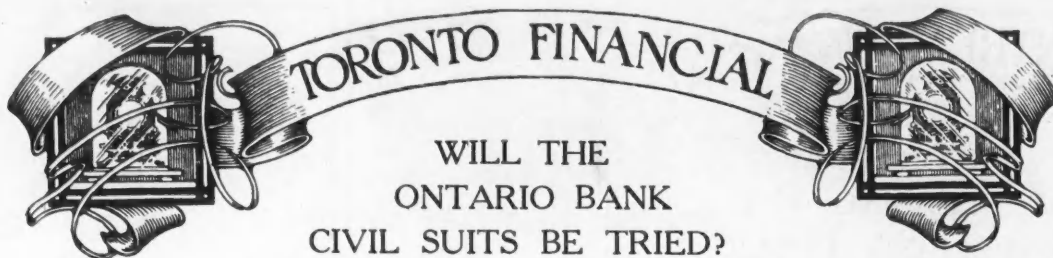 TORONTO FINANCIAL
WILL THE
ONTARIO BANK
CIVIL SUITS BE TRIED?